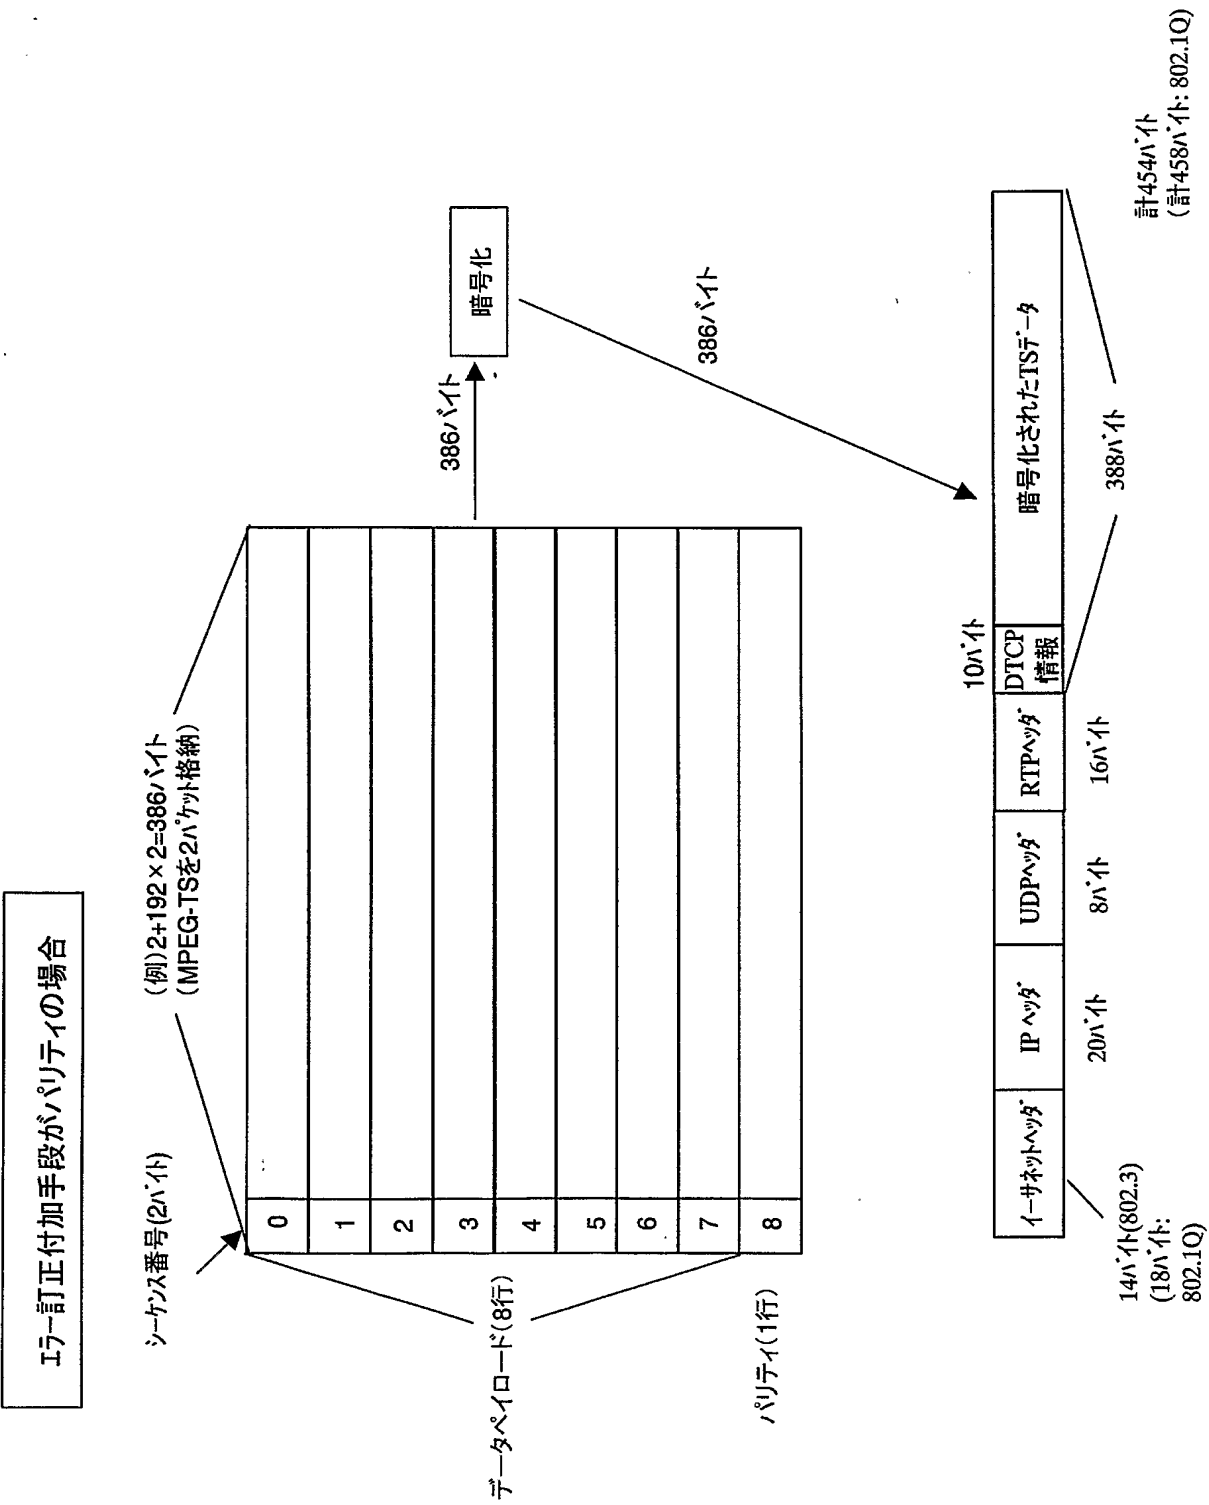 エラー訂正付加手段がパリティの場合
シーケンス番号(2バイト)
(例)2+192×2=386バイト
(MPEG-TSを2パケット格納)
0
1
2
3
4
5
6
7
8
データペイロード(8行)
パリティ(1行)
386バイト
暗号化
386バイト
10バイト
イーサネットヘッダ
IPヘッダ
UDPヘッダ
RTPヘッダ
DTCP
情報
暗号化されたTSデータ
14バイト(802.3)
(18バイト:
802.1Q)
20バイト
8バイト
16バイト
388バイト
計454バイト
(計458バイト: 802.1Q)